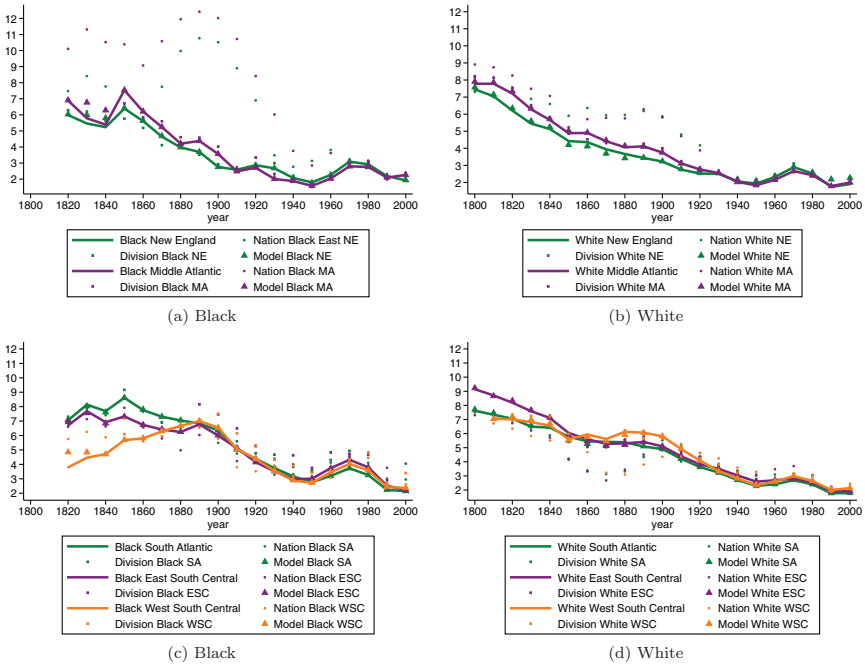 12
11
10
9
8
7
6
5
4
3
2
1800 1820 1840 1860 1880 1900 1920 1940 1960 1980 2000
year
Black New England Nation Black East NE
Division Black NE Model Black NE
Black Middle Atlantic Nation Black MA
Division Black MA Model Black MA
(a) Black
12
11
10
9
8
7
6
5
4
3
2
1800 1820 1840 1860 1880 1900 1920 1940 1960 1980 2000
year
White New England Nation White NE
Division White NE Model White NE
White Middle Atlantic Nation White MA
Division White MA Model White MA
(b) White
12
11
10
9
8
7
6
5
4
3
2
1800 1820 1840 1860 1880 1900 1920 1940 1960 1980 2000
year
Black South Atlantic Nation Black SA
Division Black SA Model Black SA
Black East South Central Nation Black ESC
Division Black ESC Model Black ESC
Black West South Central Nation Black WSC
Division Black WSC Model Black WSC
(c) Black
12
11
10
9
8
7
6
5
4
3
2
1800 1820 1840 1860 1880 1900 1920 1940 1960 1980 2000
year
White South Atlantic Nation White SA
Division White SA Model White SA
White East South Central Nation White ESC
Division White ESC Model White ESC
White West South Central Nation White WSC
Division White WSC Model White WSC
(d) White